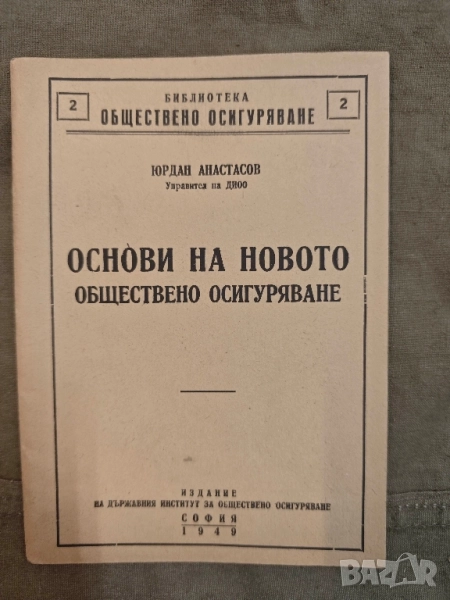 БИБЛИОТЕКА
2 ОБЩЕСТВЕНО ОСИГУРЯВАНЕ 2
ЮРДАН АНАСТАСОВ
Управител на ДИОО
ОСНОВИ НА НОВОТО
ОБЩЕСТВЕНО ОСИГУРЯВАНЕ
ИЗДАНИЕ
НА ДЪРЖАВНИЯ ИНСТИТУТ ЗА ОБЩЕСТВЕНО ОСИГУРЯВАНЕ
СОФИЯ
1949
BAZAR